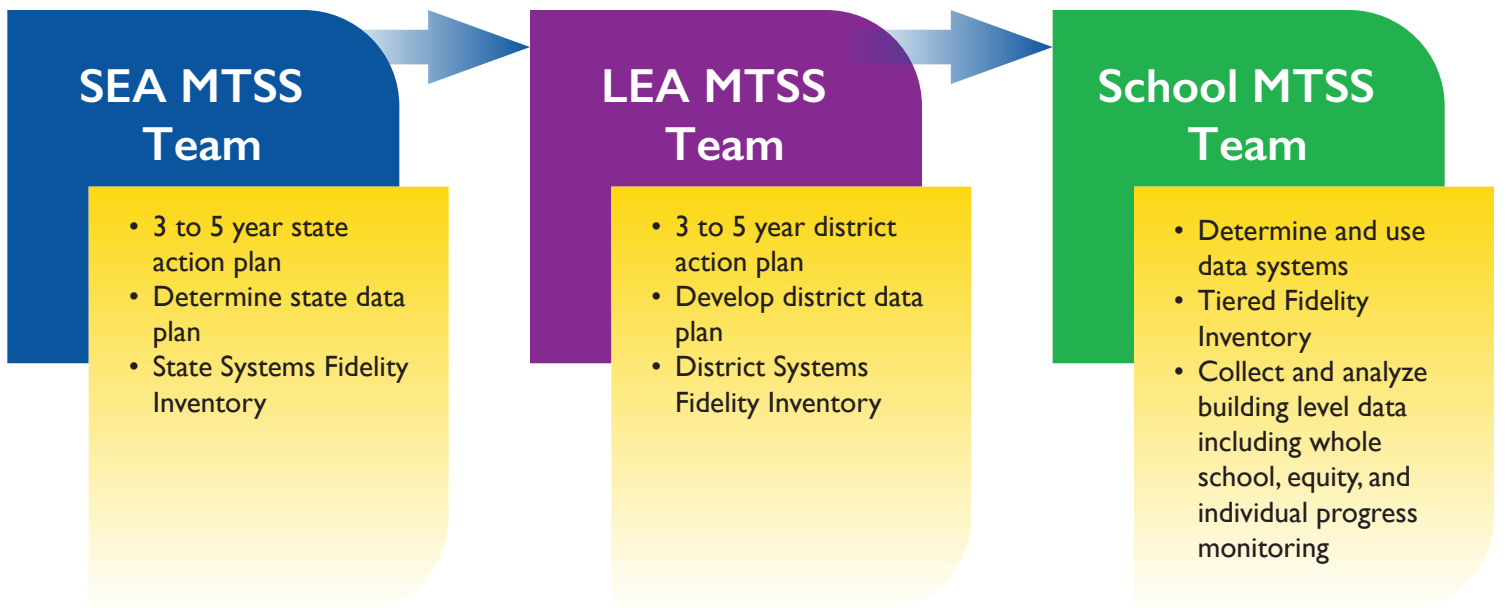 SEA MTSS
Team
• 3 to 5 year state
action plan
• Determine state data
plan
• State Systems Fidelity
Inventory
LEA MTSS
Team
• 3 to 5 year district
action plan
• Develop district data
plan
• District Systems
Fidelity Inventory
School MTSS
Team
• Determine and use
data systems
• Tiered Fidelity
Inventory
• Collect and analyze
building level data
including whole
school, equity, and
individual progress
monitoring